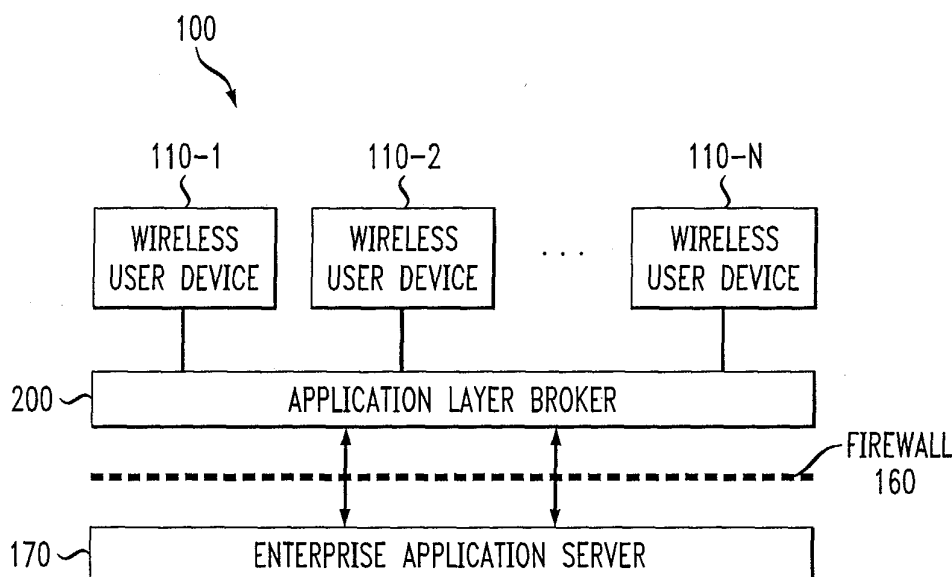 100
110-1
110-2
110-N
WIRELESS
USER DEVICE
WIRELESS
USER DEVICE
...
WIRELESS
USER DEVICE
200
APPLICATION LAYER BROKER
FIREWALL
160
170
ENTERPRISE APPLICATION SERVER